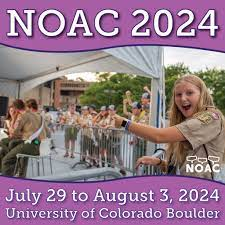 NOAC 2024
NOAC
July 29 to August 3, 2024
University of Colorado Boulder